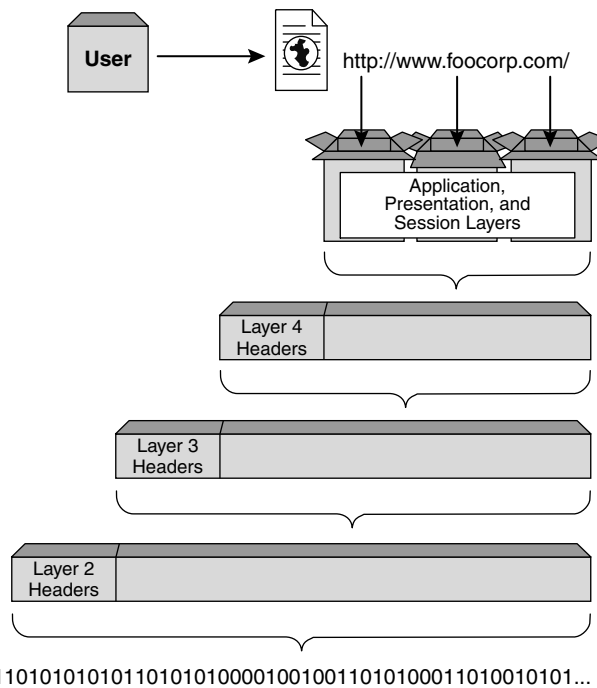 User
http://www.foocorp.com/
Application,
Presentation, and
Session Layers
Layer 4
Headers
Layer 3
Headers
Layer 2
Headers
1101010101011010101000010010011010100011010010101...